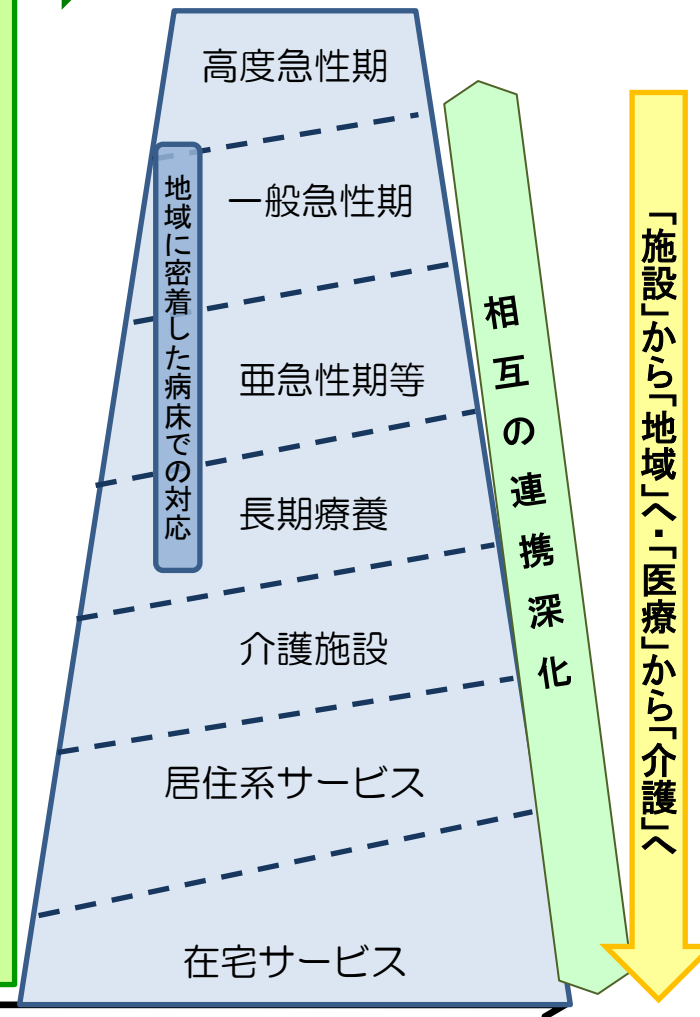 高度急性期
一般急性期
地域に密着した病床での対応
亜急性期等
長期療養
介護施設
居住系サービス
在宅サービス
相互の連携深化
「施設」から「地域」へ・「医療」から「介護」へ